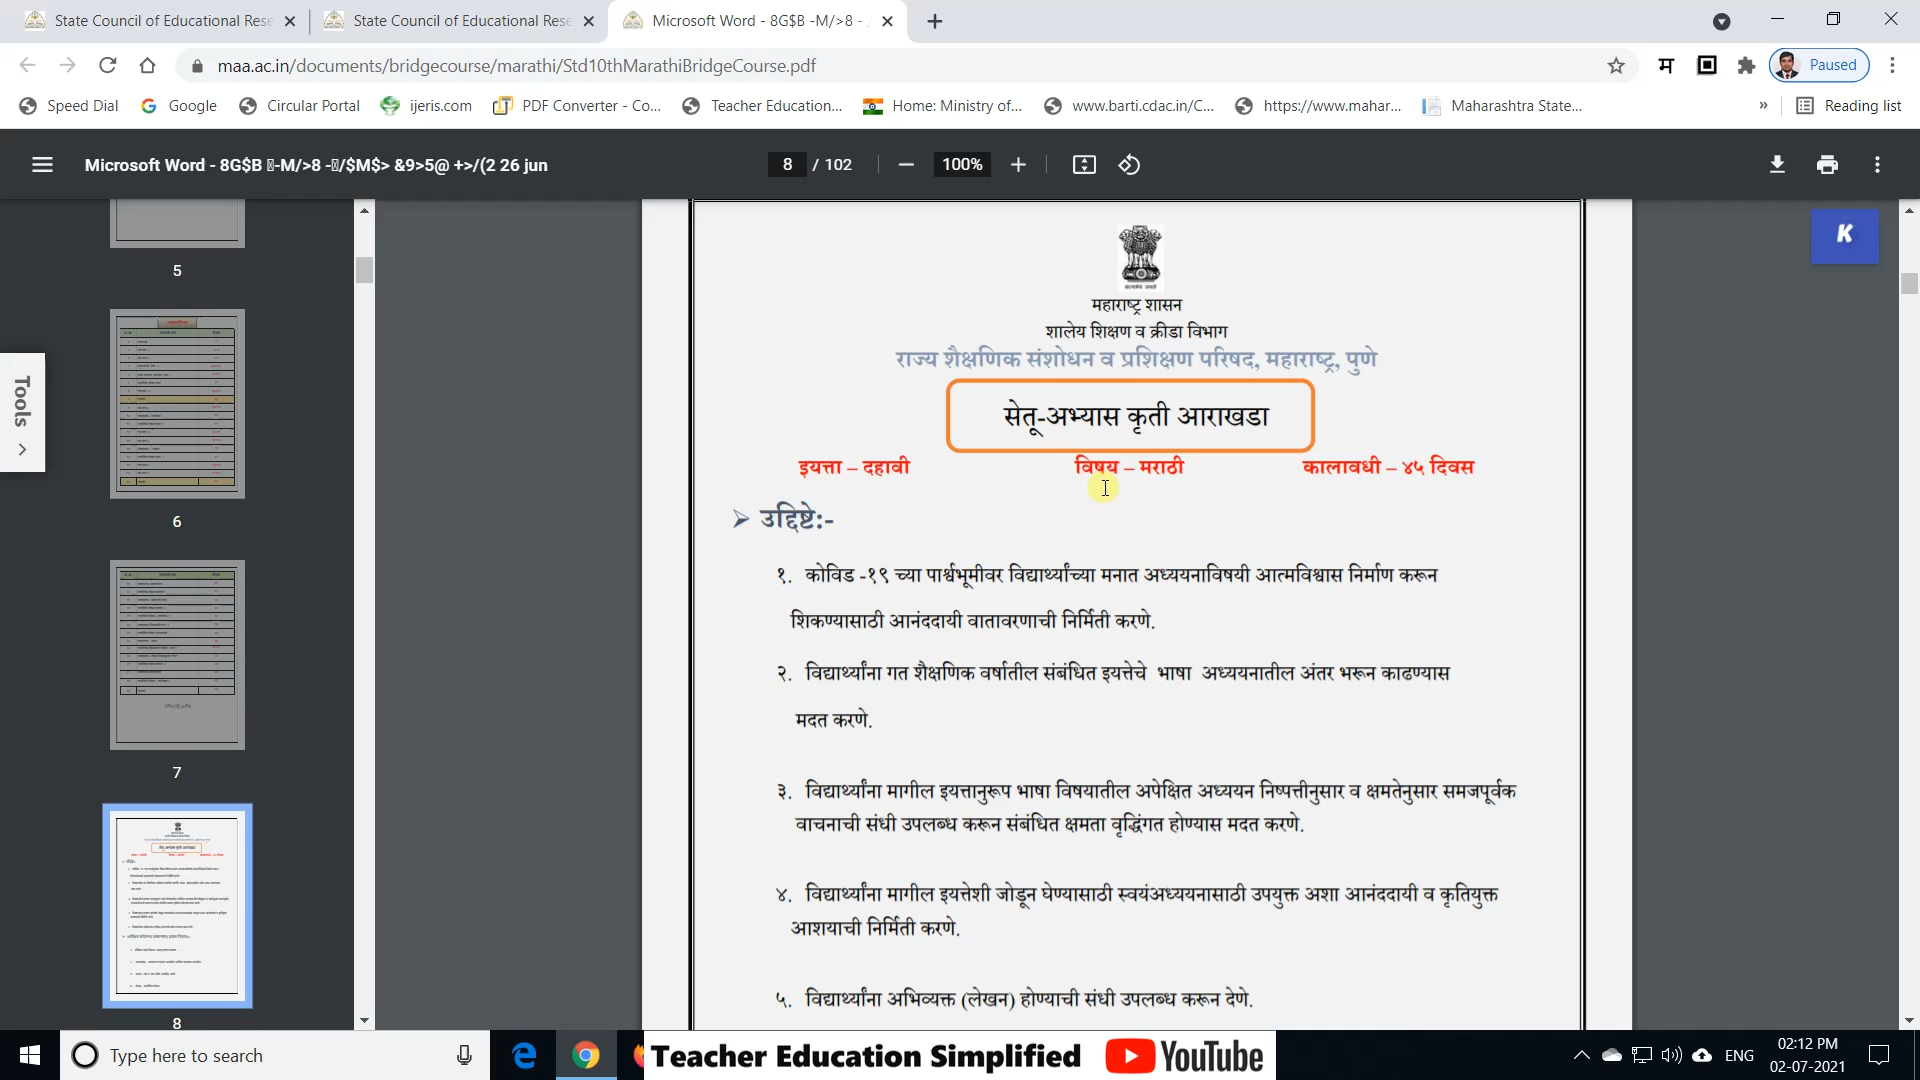 State Council of Educational Rese
State Council of Educational Rese
Microsoft Word - 8G$B -M/>8 -
maa.ac.in/documents/bridgecourse/marathi/Std10thMarathiBridgeCourse.pdf
म
Paused
Speed Dial
Google
Circular Portal
ijeris.com
PDF Converter - Co...
Teacher Education...
Home: Ministry of...
www.barti.cdac.in/C...
https://www.mahar...
Maharashtra State...
»
Reading list
Microsoft Word - 8G$B -M/>8 -/$M$> &9>5@ +>/(2 26 jun
8 / 102
100%
K
5
6
7
8
Tools
महाराष्ट्र शासन
शालेय शिक्षण व क्रीडा विभाग
राज्य शैक्षणिक संशोधन व प्रशिक्षण परिषद, महाराष्ट्र, पुणे
सेतू-अभ्यास कृती आराखडा
इयत्ता – दहावी विषय – मराठी कालावधी – ४५ दिवस
➢ उद्दिष्टे:-
१. कोविड -१९ च्या पार्श्वभूमीवर विद्यार्थ्यांच्या मनात अध्ययनाविषयी आत्मविश्वास निर्माण करून
शिकण्यासाठी आनंददायी वातावरणाची निर्मिती करणे.
२. विद्यार्थ्यांना गत शैक्षणिक वर्षातील संबंधित इयत्तेचे भाषा अध्ययनातील अंतर भरून काढण्यास
मदत करणे.
३. विद्यार्थ्यांना मागील इयत्तानुरूप भाषा विषयातील अपेक्षित अध्ययन निष्पत्तीनुसार व क्षमतेनुसार समजपूर्वक
वाचनाची संधी उपलब्ध करून संबंधित क्षमता वृद्धिंगत होण्यास मदत करणे.
४. विद्यार्थ्यांना मागील इयत्तेशी जोडून घेण्यासाठी स्वयंअध्ययनासाठी उपयुक्त अशा आनंददायी व कृतियुक्त
आशयाची निर्मिती करणे.
५. विद्यार्थ्यांना अभिव्यक्त (लेखन) होण्याची संधी उपलब्ध करून देणे.
Type here to search
Teacher Education Simplified
YouTube
ENG
02:12 PM
02-07-2021